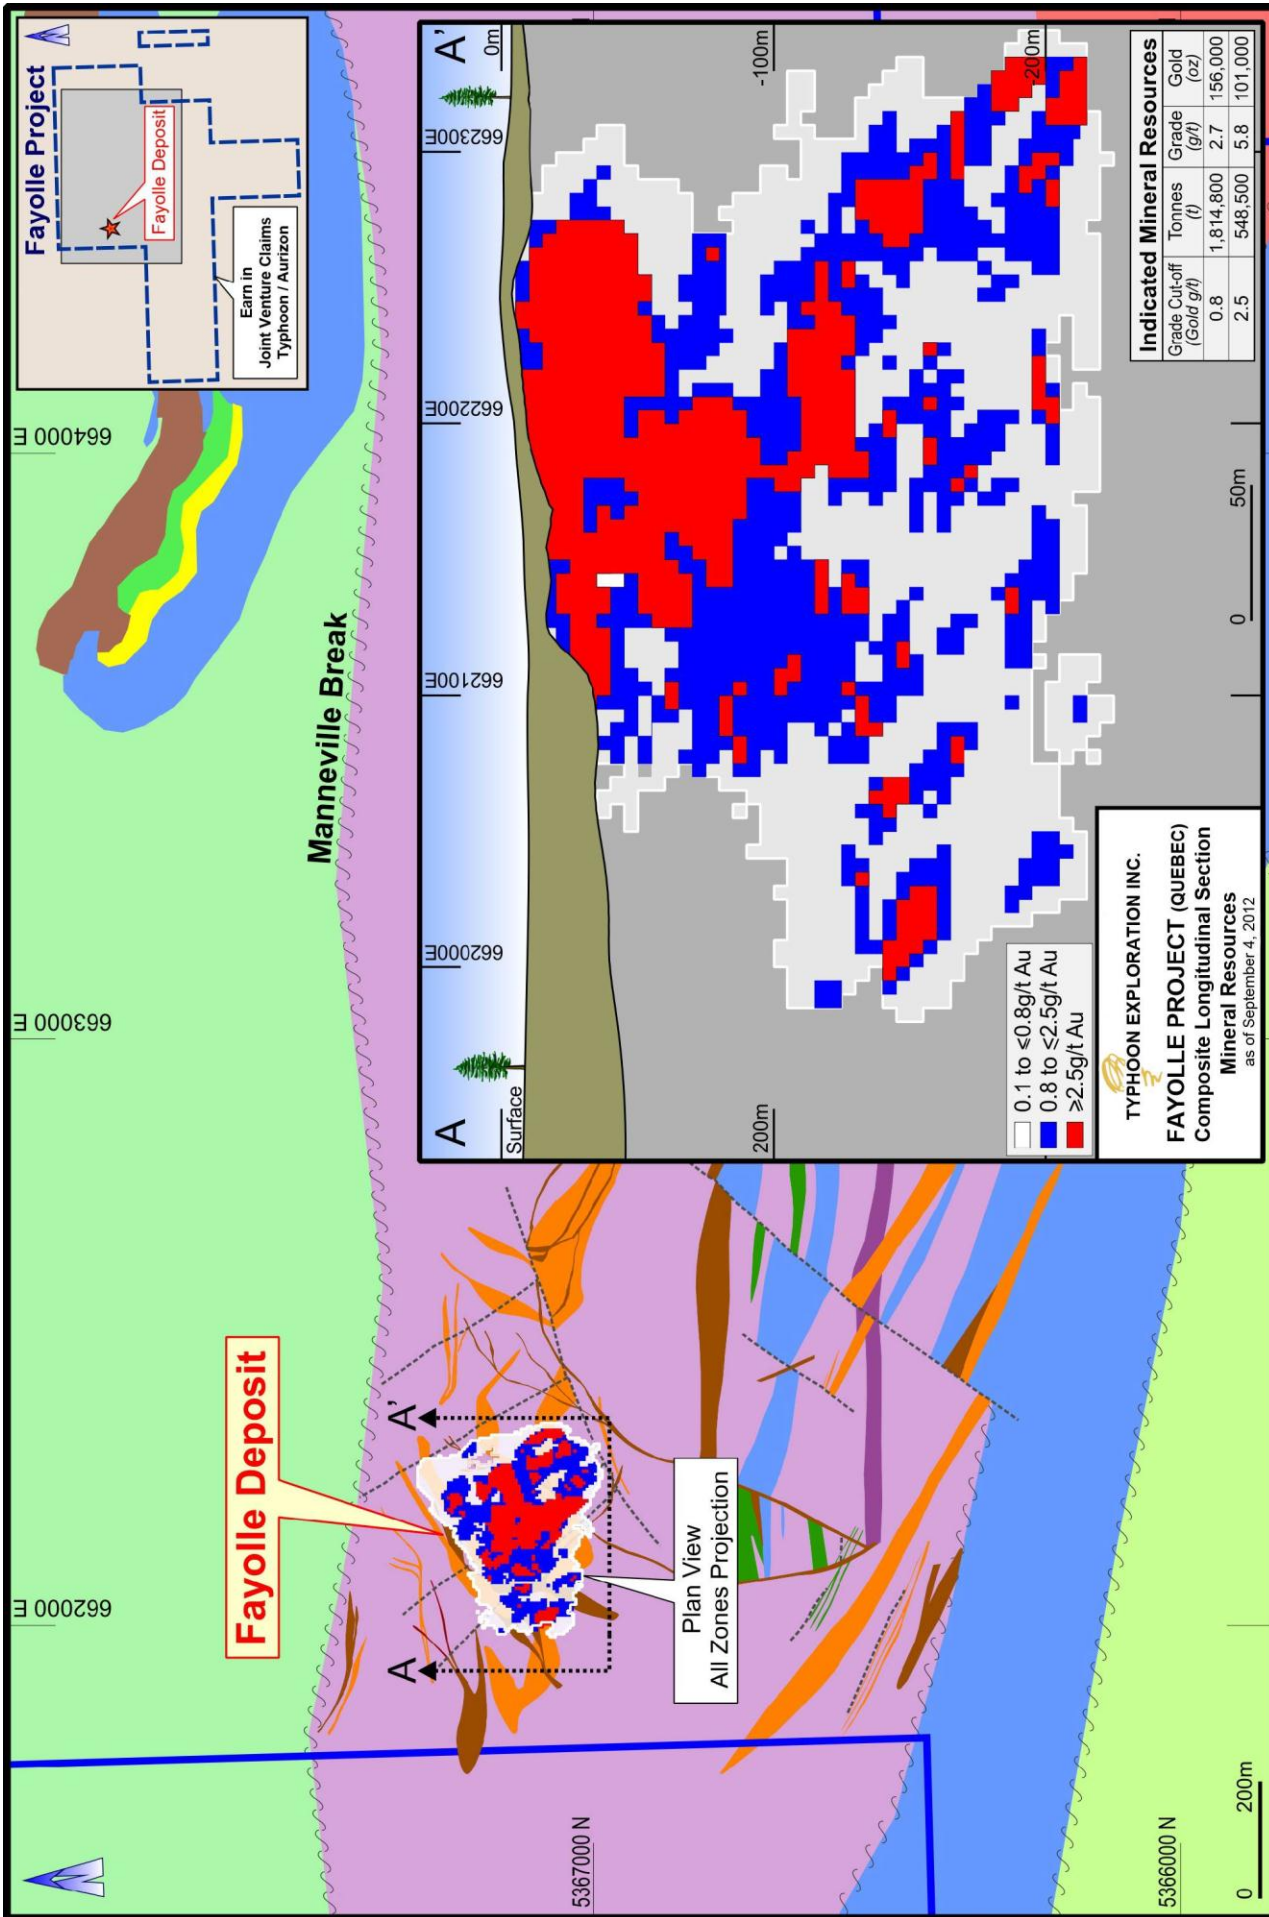 664000 E
663000 E
662000 E
5367000 N
5366000 N
0
200m
Manneville Break
Fayolle Deposit
A
A'
Plan View
All Zones Projection
Fayolle Project
Fayolle Deposit
Earn in
Joint Venture Claims
Typhoon / Aurizon
A
A'
Surface
0m
662000E
662100E
662200E
662300E
200m
-100m
-200m
0
50m
0.1 to ≤0.8g/t Au
0.8 to ≤2.5g/t Au
≥2.5g/t Au
TYPHOON EXPLORATION INC.
FAYOLLE PROJECT (QUEBEC)
Composite Longitudinal Section
Mineral Resources
as of September 4, 2012
Indicated Mineral Resources
Grade Cut-off Tonnes Grade Gold
(Gold g/t) (t) (g/t) (oz)
0.8 1,814,800 2.7 156,000
2.5 548,500 5.8 101,000